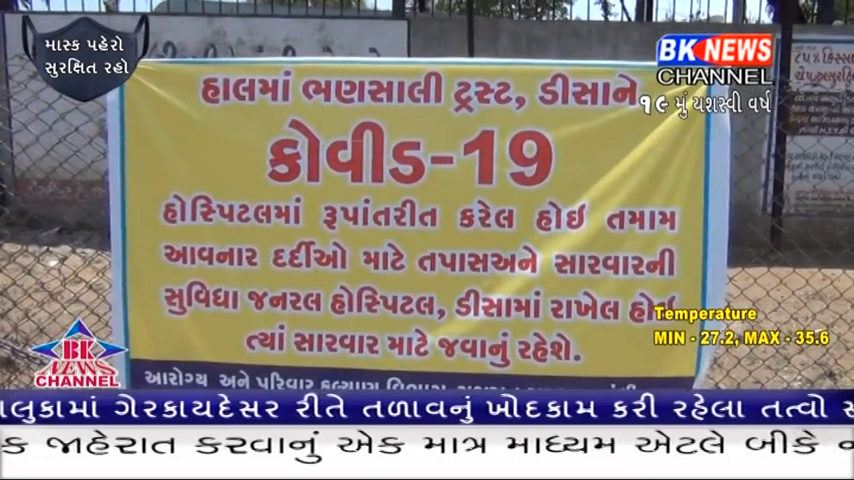 માસ્ક પહેરો
સુરક્ષિત રહો
BK NEWS
CHANNEL
૧૯ મું યશસ્વી વર્ષ
હાલમાં ભણસાલી ટ્રસ્ટ, ડીસાને
કોવીડ-19
હોસ્પિટલમાં રૂપાંતરીત કરેલ હોઇ તમામ
આવનાર દર્દીઓ માટે તપાસઅને સારવારની
સુવિધા જનરલ હોસ્પિટલ, ડીસામાં રાખેલ હોઇ
ત્યાં સારવાર માટે જવાનું રહેશે.
Temperature
MIN - 27.2, MAX - 35.6
BK
NEWS
CHANNEL
આરોગ્ય અને પરિવાર કલ્યાણ વિભાગ
લુકામાં ગેરકાયદેસર રીતે તળાવનું ખોદકામ કરી રહેલા તત્વો
ક જાહેરાત કરવાનું એક માત્ર માધ્યમ એટલે બીકે